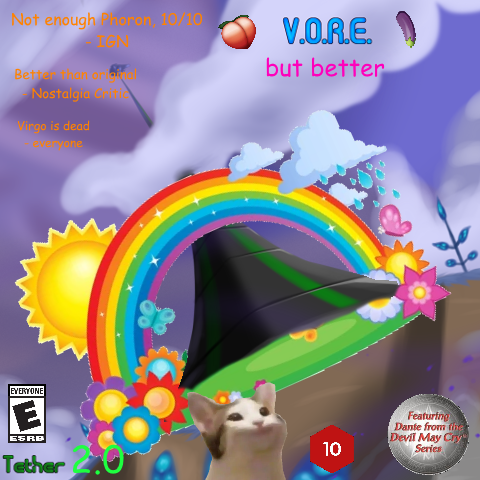 Not enough Phoron, 10/10
- IGN
V.O.R.E.
but better
Better than original
- Nostalgia Critic
Virgo is dead
everyone
EVERYONE
E
ESRB
Tether 2.0
10
Featuring
Dante from the
Devil May Cry
Series